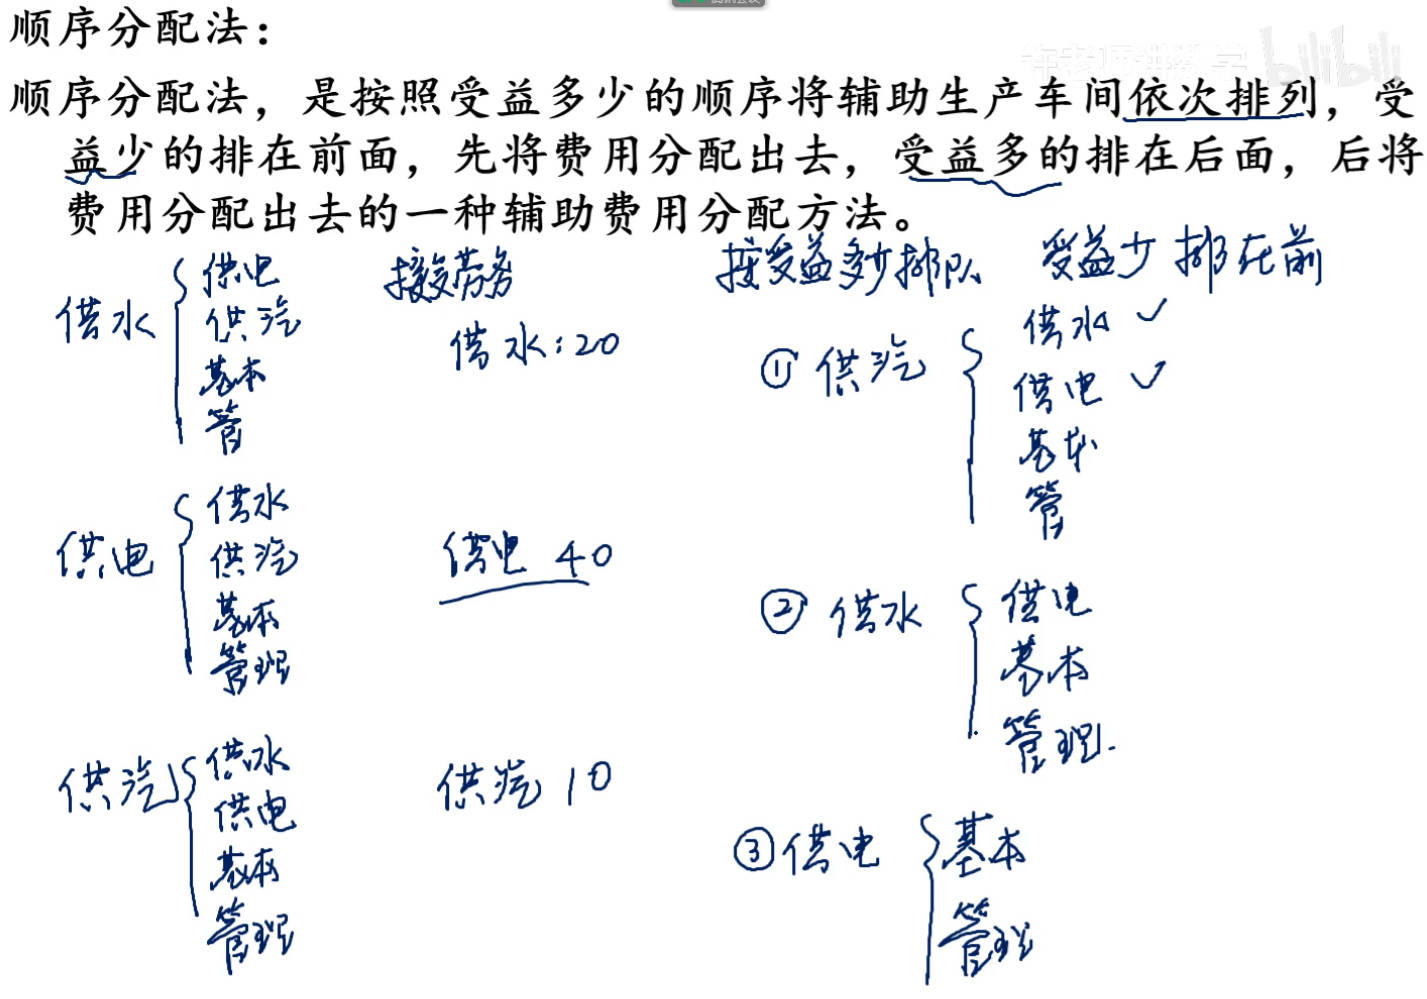 顺序分配法：
顺序分配法，是按照受益多少的顺序将辅助生产车间依次排列，受
益少的排在前面，先将费用分配出去，受益多的排在后面，后将
费用分配出去的一种辅助费用分配方法。
bilibili
供水
供电
供汽
基本
管
接受劳务
供水：20
供电
供水
供汽
基本
管理
供电 40
供汽
供水
供电
基本
管理
供汽 10
按受益多少排队 受益少排在前
① 供汽
供水 ✓
供电 ✓
基本
管
② 供水
供电
基本
管理.
③ 供电
基本
管理